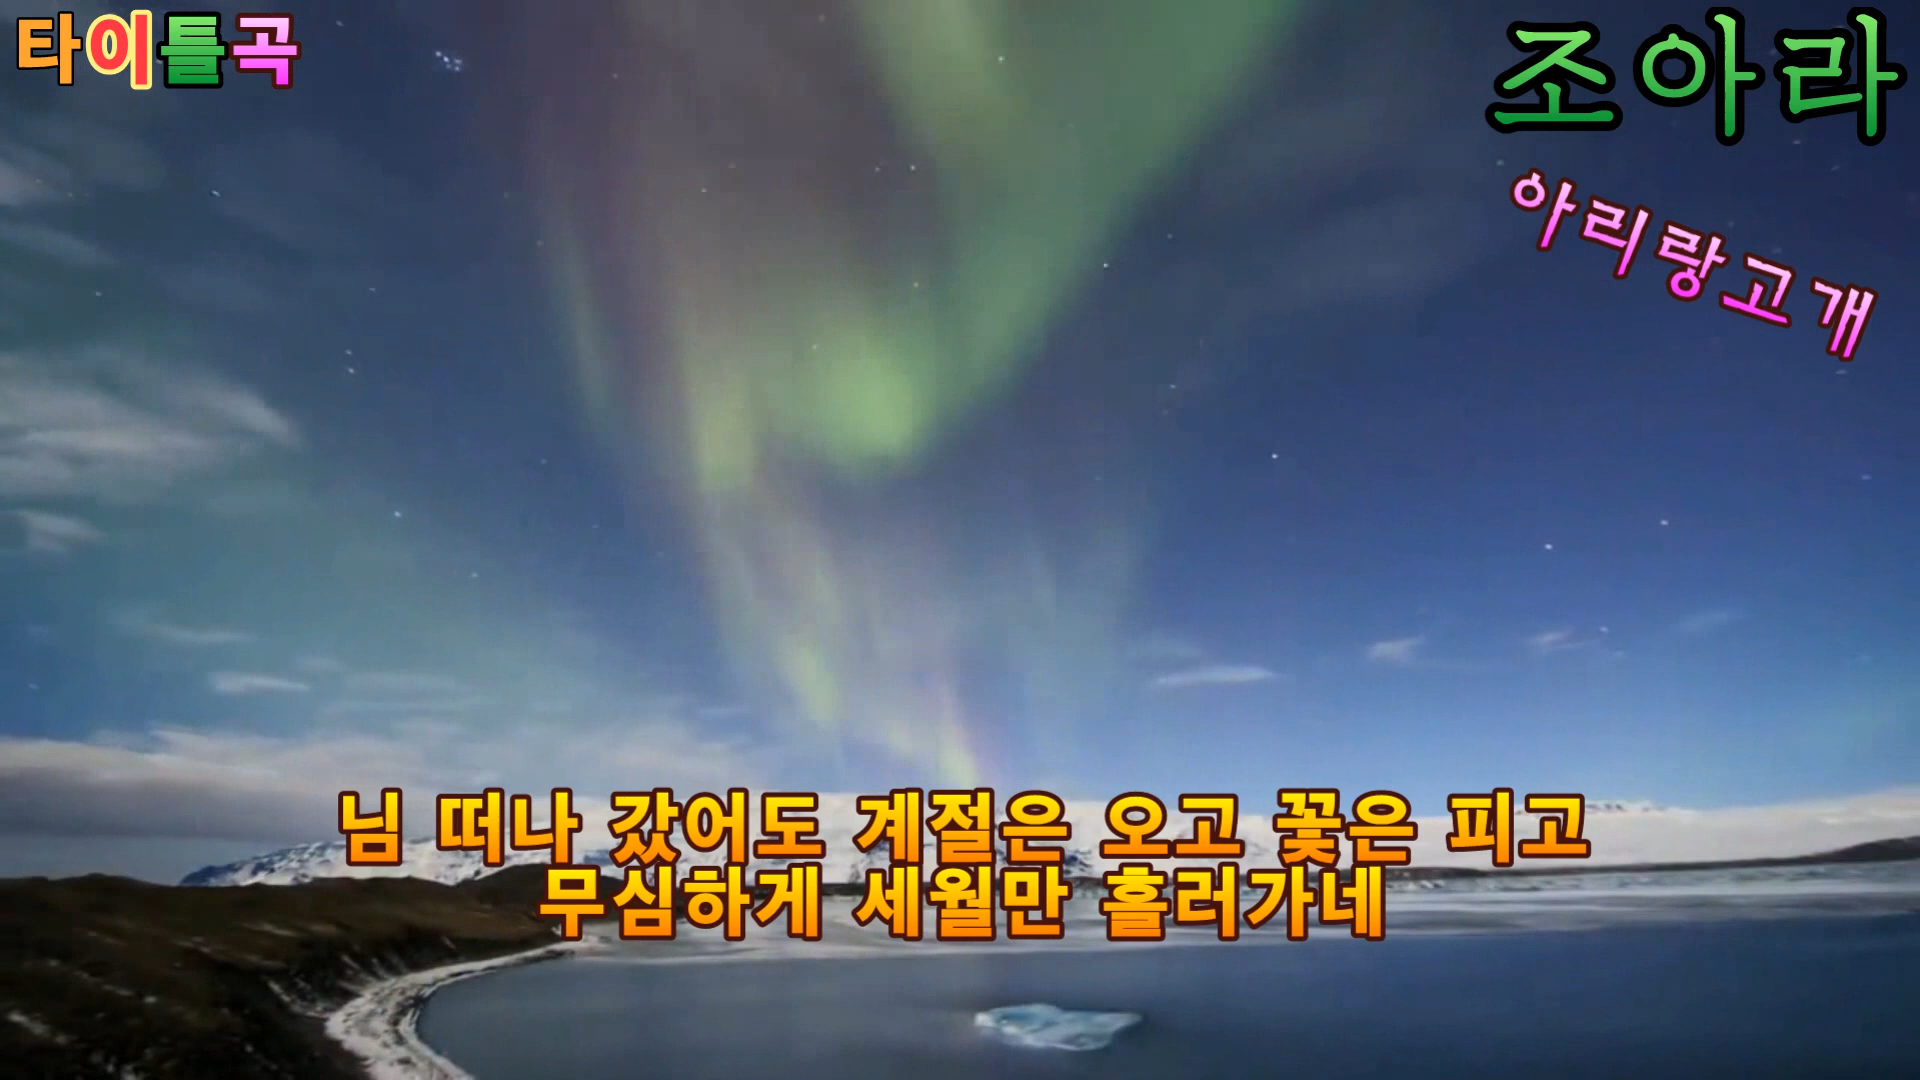 타이틀곡
조아라
아리랑고개
님 떠나 갔어도 계절은 오고 꽃은 피고
무심하게 세월만 흘러가네